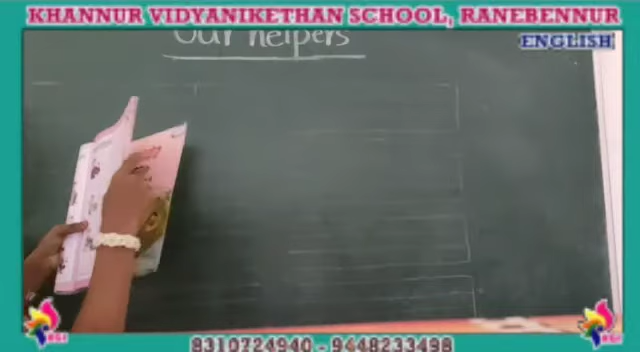 KHANNUR VIDYANIKETHAN SCHOOL, RANEBENNUR
ENGLISH
Our helpers
8310724940 - 9448233498